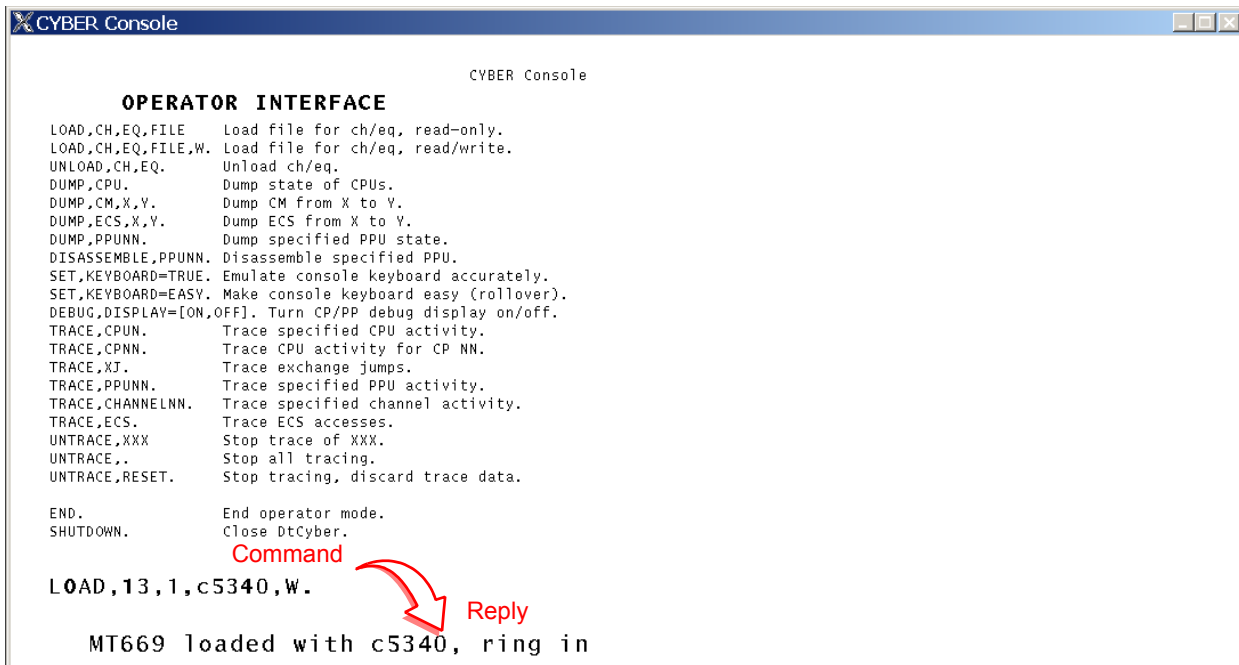 CYBER Console
CYBER Console
OPERATOR INTERFACE
LOAD,CH,EQ,FILE Load file for ch/eq, read-only.
LOAD,CH,EQ,FILE,W. Load file for ch/eq, read/write.
UNLOAD,CH,EQ. Unload ch/eq.
DUMP,CPU. Dump state of CPUs.
DUMP,CM,X,Y. Dump CM from X to Y.
DUMP,ECS,X,Y. Dump ECS from X to Y.
DUMP,PPUNN. Dump specified PPU state.
DISASSEMBLE,PPUNN. Disassemble specified PPU.
SET,KEYBOARD=TRUE. Emulate console keyboard accurately.
SET,KEYBOARD=EASY. Make console keyboard easy (rollover).
DEBUG,DISPLAY=[ON,OFF]. Turn CP/PP debug display on/off.
TRACE,CPUN. Trace specified CPU activity.
TRACE,CPNN. Trace CPU activity for CP NN.
TRACE,XJ. Trace exchange jumps.
TRACE,PPUNN. Trace specified PPU activity.
TRACE,CHANNELNN. Trace specified channel activity.
TRACE,ECS. Trace ECS accesses.
UNTRACE,XXX Stop trace of XXX.
UNTRACE,. Stop all tracing.
UNTRACE,RESET. Stop tracing, discard trace data.
END. End operator mode.
SHUTDOWN. Close DtCyber.
Command
LOAD,13,1,c5340,W.
Reply
MT669 loaded with c5340, ring in